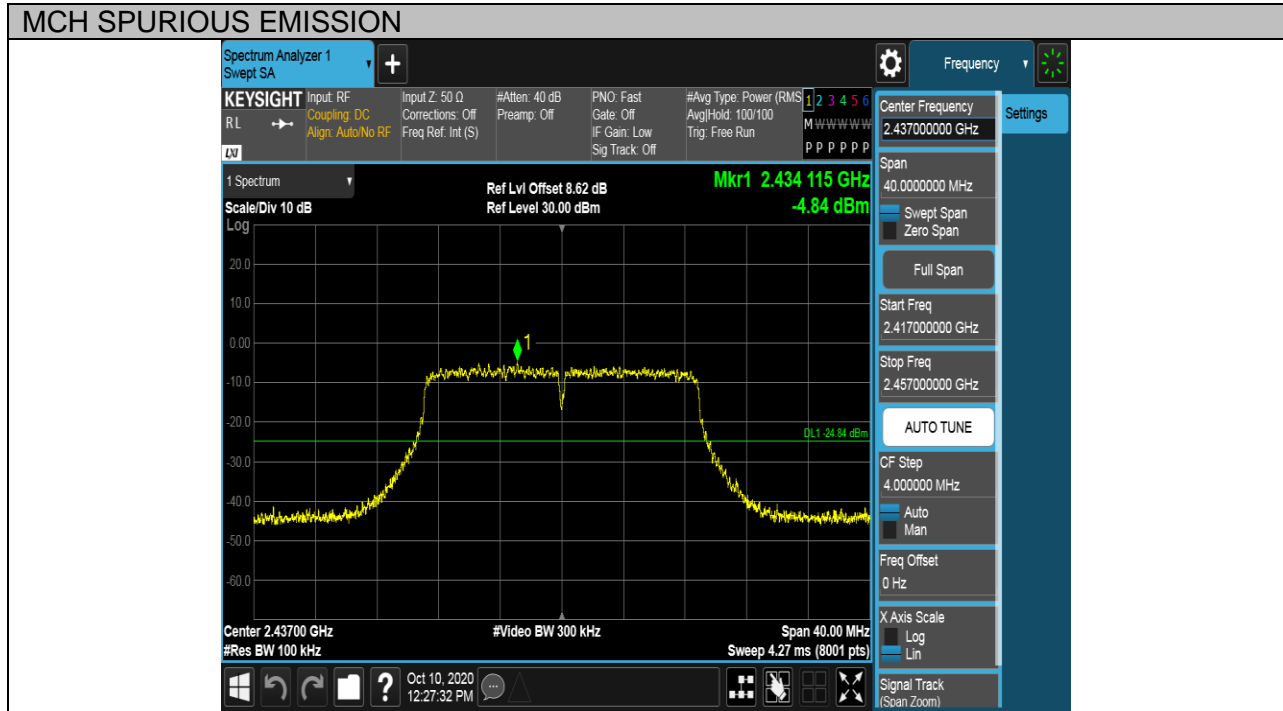 MCH SPURIOUS EMISSION
Spectrum Analyzer 1
Swept SA
+
Frequency
KEYSIGHT
RL
LXI
Input: RF
Coupling: DC
Align: Auto/No RF
Input Z: 50 Ω
Corrections: Off
Freq Ref: Int (S)
#Atten: 40 dB
Preamp: Off
PNO: Fast
Gate: Off
IF Gain: Low
Sig Track: Off
#Avg Type: Power (RMS
Avg|Hold: 100/100
Trig: Free Run
1 2 3 4 5 6
M W W W W W
P P P P P P
1 Spectrum
Scale/Div 10 dB
Ref Lvl Offset 8.62 dB
Ref Level 30.00 dBm
Mkr1 2.434 115 GHz
-4.84 dBm
Log
20.0
10.0
0.00
-10.0
-20.0
-30.0
-40.0
-50.0
-60.0
1
DL1 -24.84 dBm
Center 2.43700 GHz
#Res BW 100 kHz
#Video BW 300 kHz
Span 40.00 MHz
Sweep 4.27 ms (8001 pts)
?
Oct 10, 2020
12:27:32 PM
Center Frequency
2.437000000 GHz
Span
40.0000000 MHz
Swept Span
Zero Span
Full Span
Start Freq
2.417000000 GHz
Stop Freq
2.457000000 GHz
AUTO TUNE
CF Step
4.000000 MHz
Auto
Man
Freq Offset
0 Hz
X Axis Scale
Log
Lin
Signal Track
(Span Zoom)
Settings